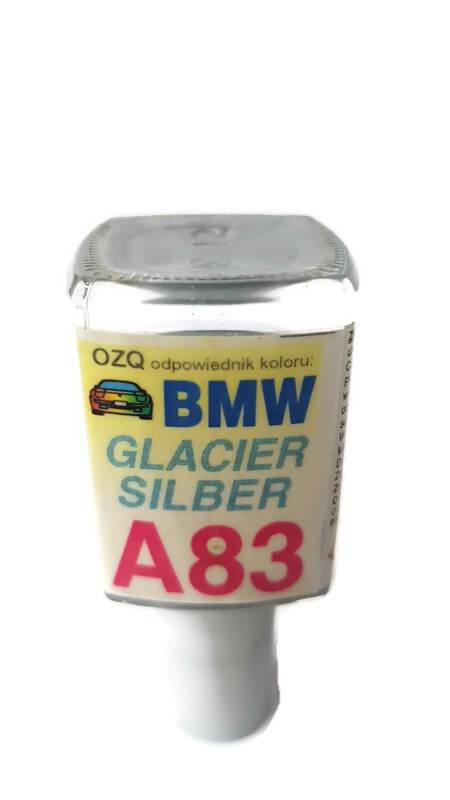 OZQ odpowiednik koloru:
BMW
GLACIER
SILBER
A83